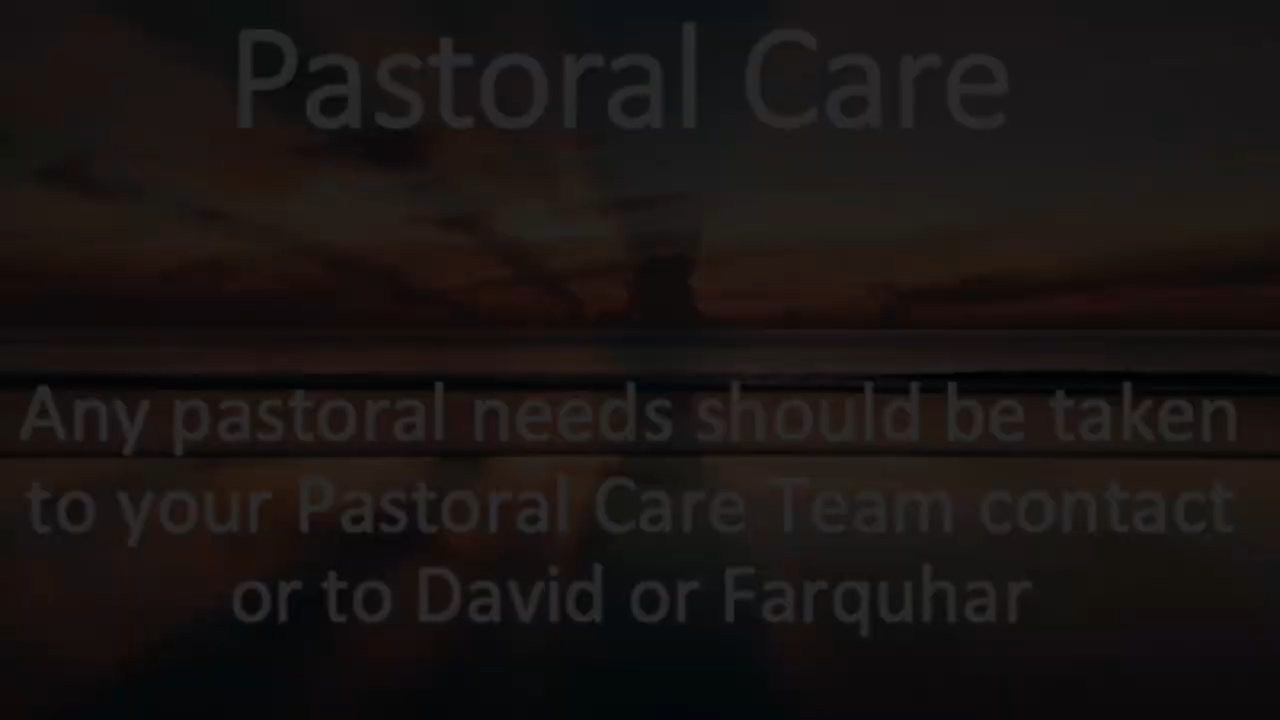 Pastoral Care
Any pastoral needs should be taken
to your Pastoral Care Team contact
or to David or Farquhar